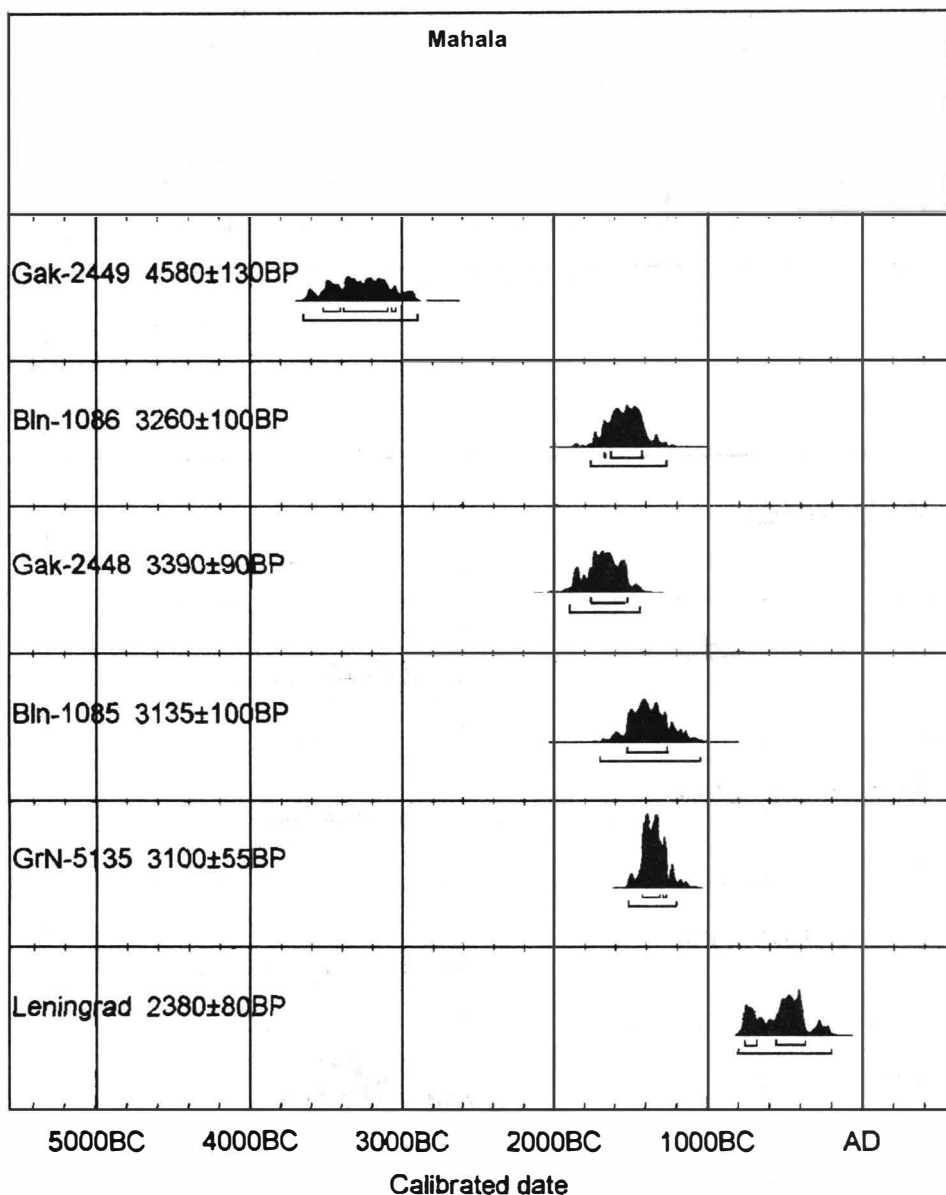 Mahala
Gak-2449 4580±130BP
Bln-1086 3260±100BP
Gak-2448 3390±90BP
Bln-1085 3135±100BP
GrN-5135 3100±55BP
Leningrad 2380±80BP
5000BC 4000BC 3000BC 2000BC 1000BC AD
Calibrated date